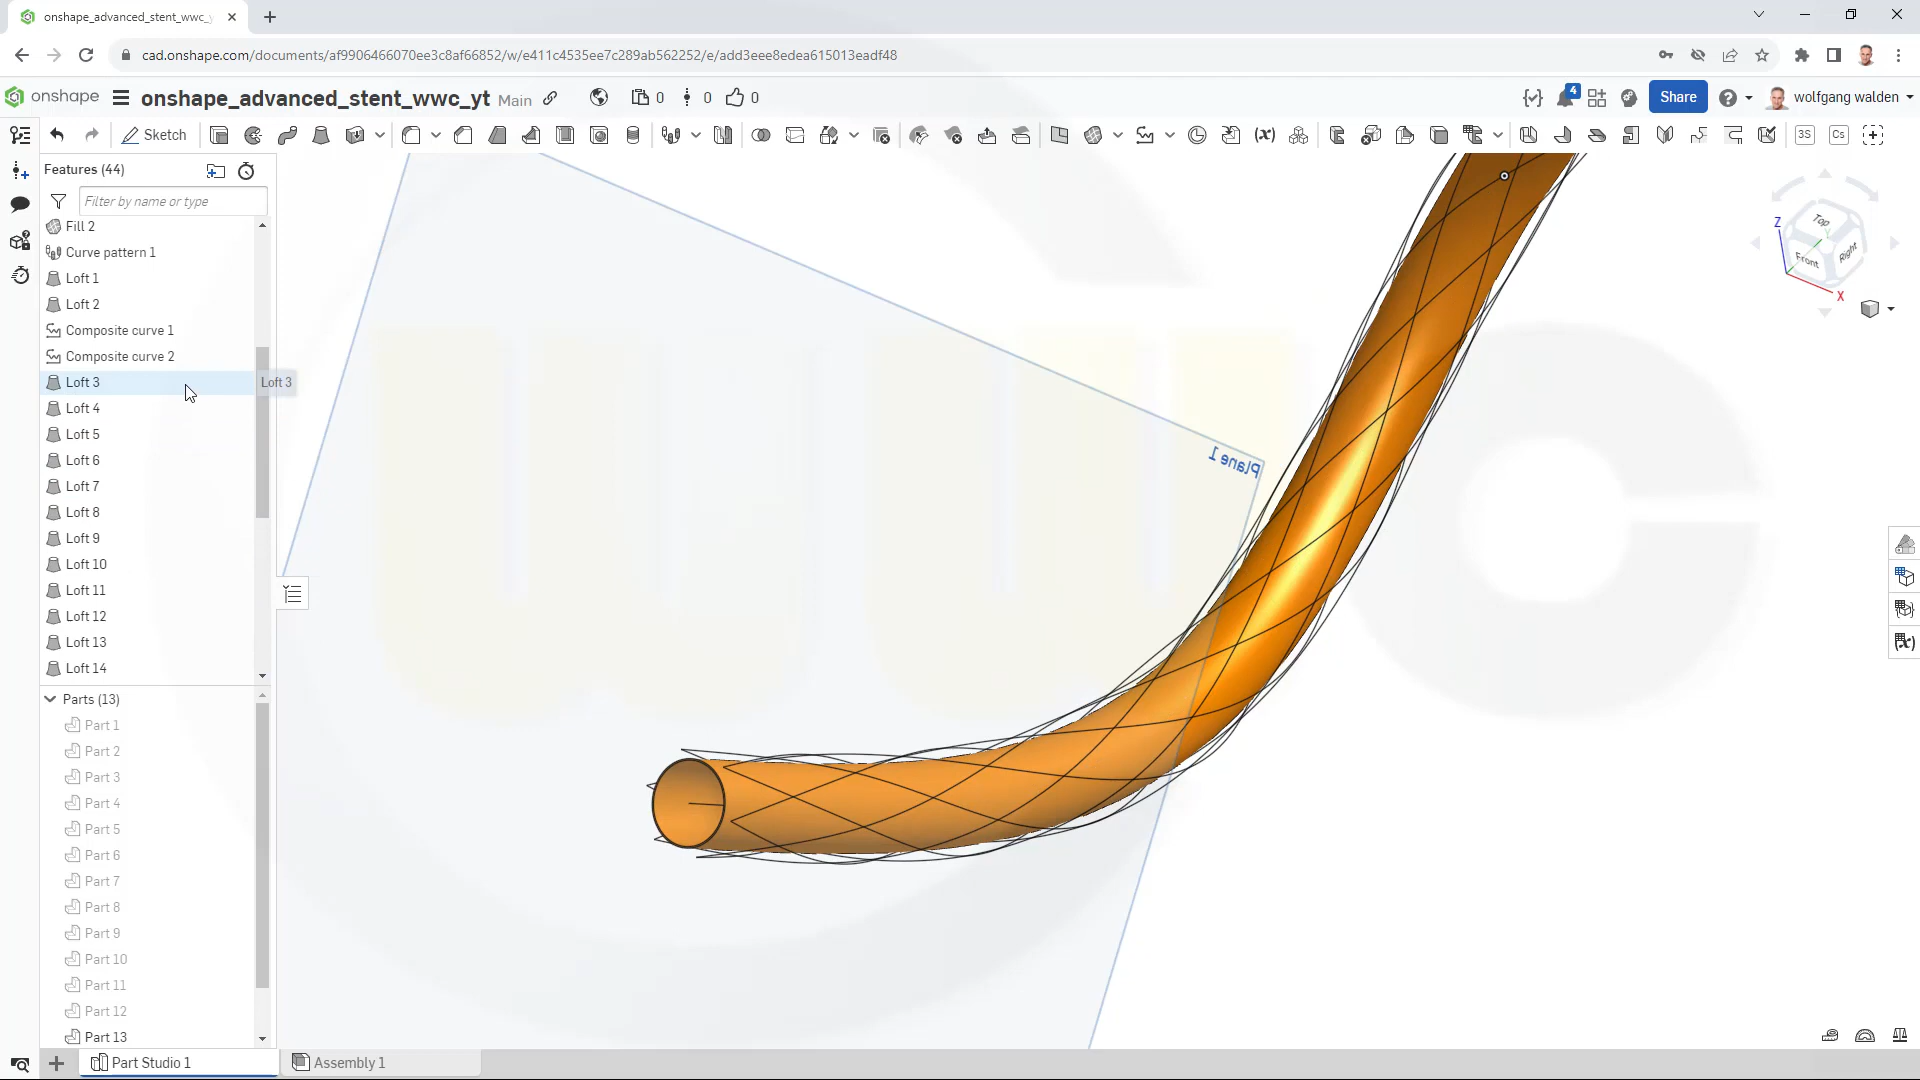 onshape_advanced_stent_wwc_y
cad.onshape.com/documents/af9906466070ee3c8af66852/w/e411c4535ee7c289ab562252/e/add3eee8edea615013eadf48
onshape
onshape_advanced_stent_wwc_yt Main
0
0
0
4
Share
wolfgang walden
Sketch
3S
Cs
Features (44)
Filter by name or type
Fill 2
Curve pattern 1
Loft 1
Loft 2
Composite curve 1
Composite curve 2
Loft 3
Loft 3
Loft 4
Loft 5
Loft 6
Loft 7
Loft 8
Loft 9
Loft 10
Loft 11
Loft 12
Loft 13
Loft 14
Parts (13)
Part 1
Part 2
Part 3
Part 4
Part 5
Part 6
Part 7
Part 8
Part 9
Part 10
Part 11
Part 12
Part 13
Plane 1
Z
Top
Y
Front
Right
X
Part Studio 1
Assembly 1